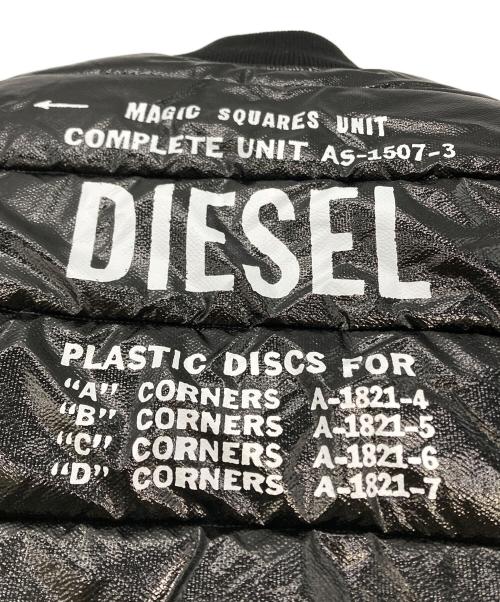 MAGIC SQUARES UNIT
COMPLETE UNIT AS-1507-3
DIESEL
PLASTIC DISCS FOR
"A" CORNERS A-1821-4
"B" CORNERS A-1821-5
"C" CORNERS A-1821-6
"D" CORNERS A-1821-7